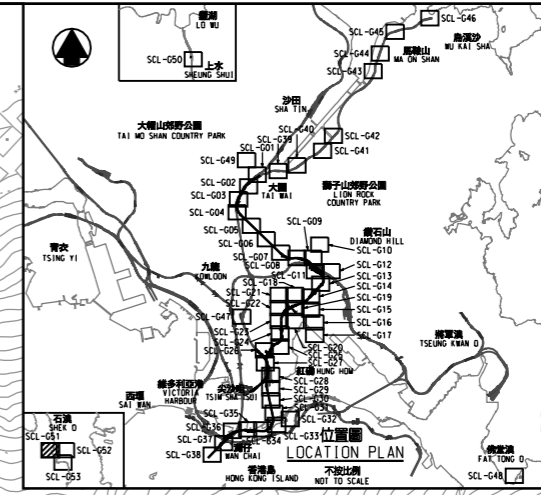 羅湖
LO WU
SCL-G50
上水
SHEUNG SHUI
SCL-G46
SCL-G45
烏溪沙
WU KAI SHA
SCL-G44
馬鞍山
MA ON SHAN
SCL-G43
沙田
SHA TIN
大帽山郊野公園
TAI MO SHAN COUNTRY PARK
SCL-G40
SCL-G39
SCL-G42
SCL-G01
SCL-G41
SCL-G49
SCL-G02
大圍
TAI WAI
獅子山郊野公園
LION ROCK
COUNTRY PARK
SCL-G03
SCL-G04
SCL-G09
SCL-G05
鑽石山
DIAMOND HILL
SCL-G06
SCL-G10
青衣
TSING YI
SCL-G07
SCL-G08
SCL-G12
九龍
KOWLOON
SCL-G11
SCL-G13
SCL-G18
SCL-G14
SCL-G21
SCL-G19
SCL-G22
SCL-G15
SCL-G47
SCL-G16
SCL-G23
SCL-G17
將軍澳
TSEUNG KWAN O
SCL-G24
SCL-G20
SCL-G26
SCL-G27
紅磡
HUNG HOM
尖沙咀
TSIM SHA TSUI
維多利亞港
VICTORIA
HARBOUR
SCL-G28
SCL-G29
SCL-G30
SCL-G31
西環
SAI WAN
SCL-G32
SCL-G35
SCL-G36
SCL-G33
SCL-G34
SCL-G37
灣仔
WAN CHAI
SCL-G38
位置圖
LOCATION PLAN
香港島
HONG KONG ISLAND
不按比例
NOT TO SCALE
石澳
SHEK O
SCL-G51
SCL-G53
佛堂澳
FAT TONG O
SCL-G48